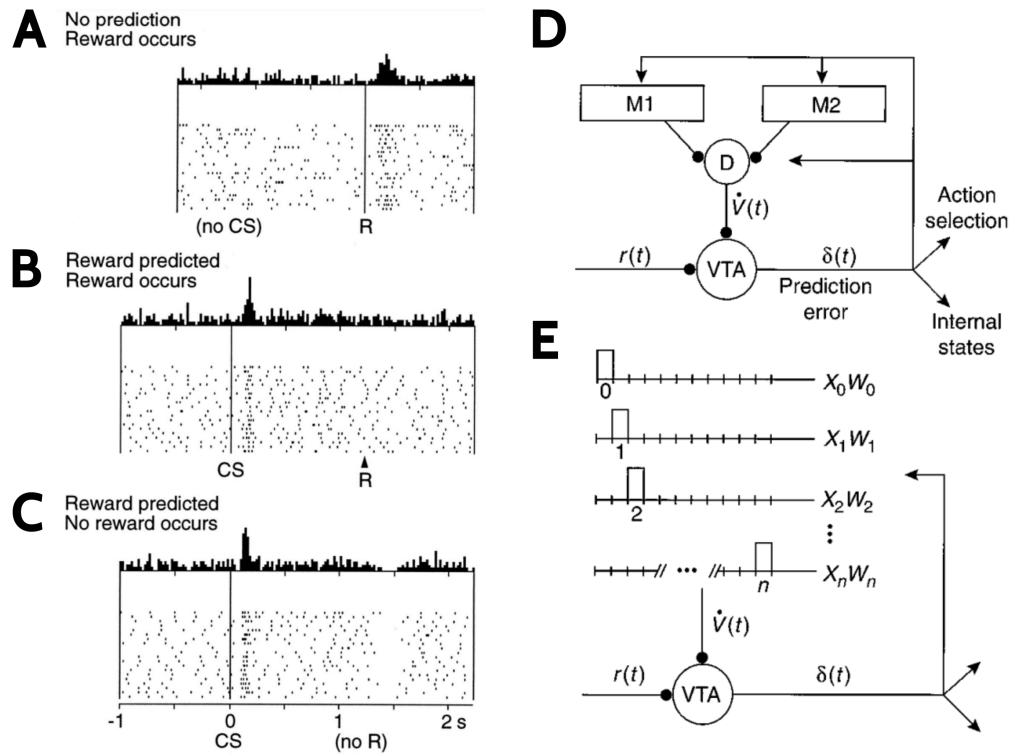 A
No prediction
Reward occurs
(no CS) R
B
Reward predicted
Reward occurs
CS
R
C
Reward predicted
No reward occurs
-1 0 1 2 s
CS (no R)
D
M1 M2
D
V̇(t)
r(t) VTA δ(t)
Prediction
error
Action
selection
Internal
states
E
0 X₀W₀
1 X₁W₁
2 X₂W₂
n XₙWₙ
V̇(t)
r(t) VTA δ(t)